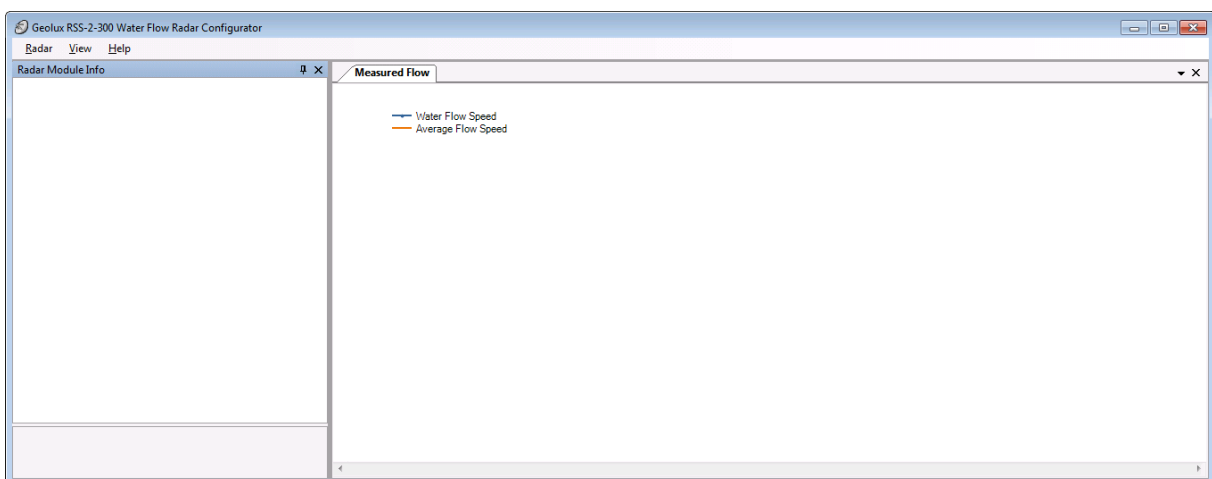 Geolux RSS-2-300 Water Flow Radar Configurator
Radar View Help
Radar Module Info
Measured Flow
Water Flow Speed
Average Flow Speed